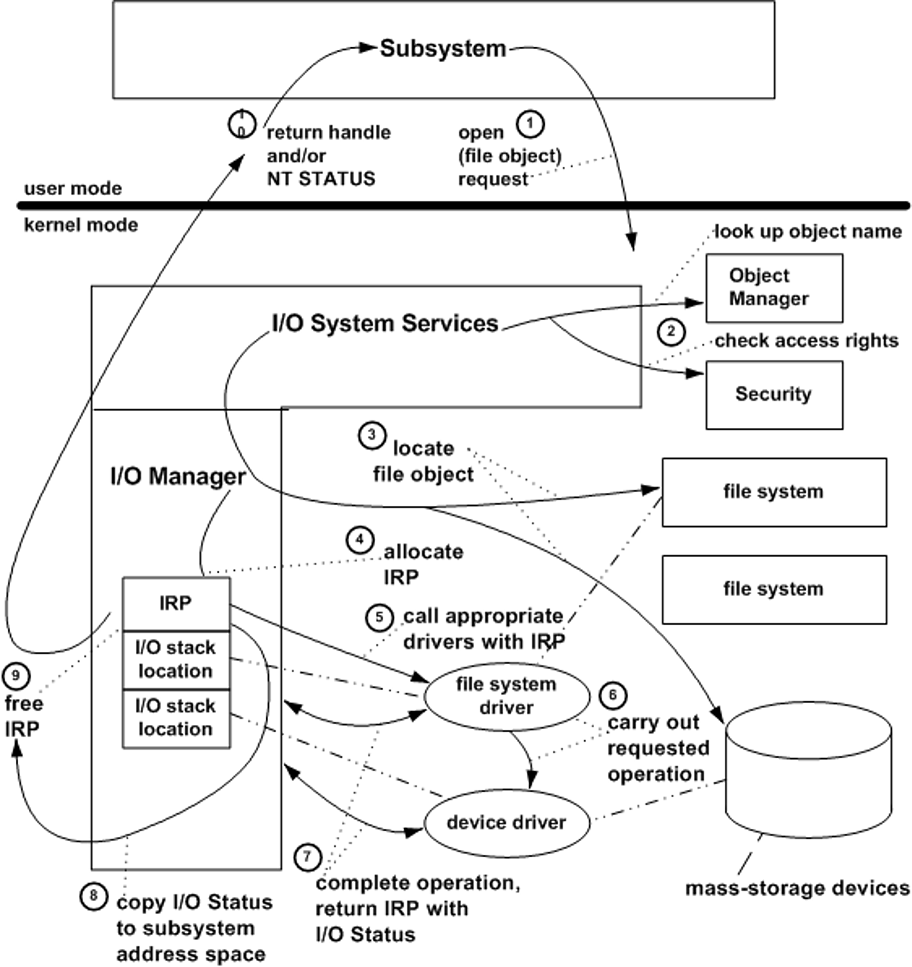 Subsystem
10
return handle
and/or
NT STATUS
1
open
(file object)
request
user mode
kernel mode
look up object name
Object
Manager
I/O System Services
2
check access rights
Security
3
locate
file object
I/O Manager
file system
4
allocate
IRP
file system
IRP
5
call appropriate
drivers with IRP
I/O stack
location
9
free
IRP
file system
driver
6
carry out
requested
operation
I/O stack
location
device driver
7
complete operation,
return IRP with
I/O Status
mass-storage devices
8
copy I/O Status
to subsystem
address space